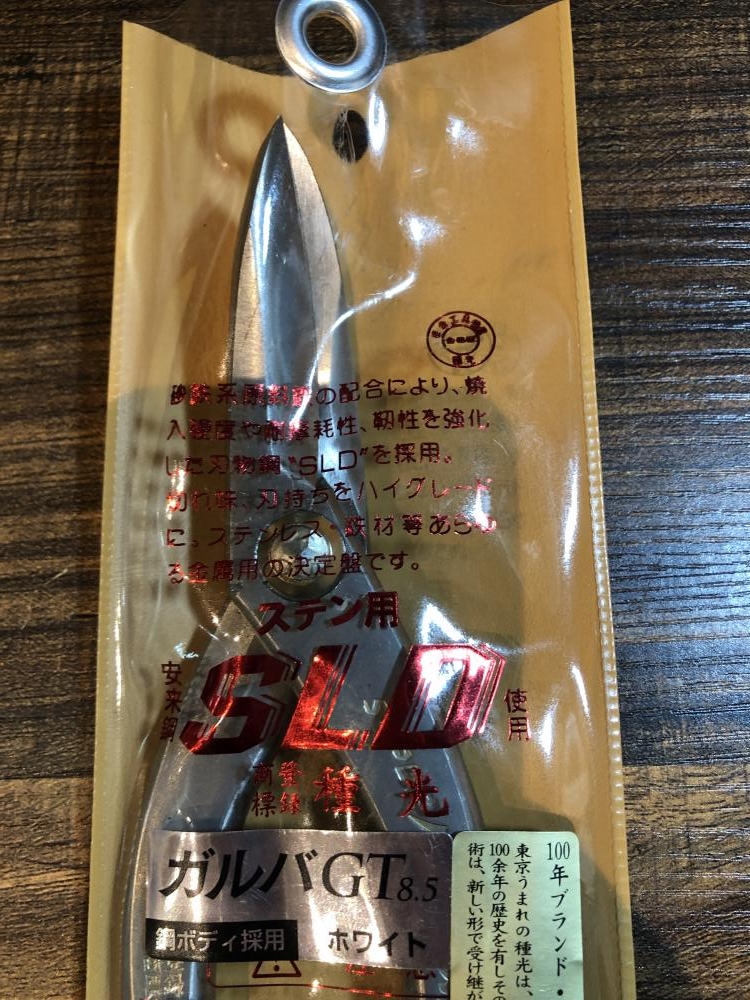 の配合により、焼
入硬度や耐摩耗性、靭性を強化
した刃物鋼"SLD"を採用。
切れ味、刃持ちをハイグレード
に。ステンレス・鉄材等あらゆ
る金属用の決定盤です。
ステン用
安来鋼
SLD
使用
登録商標
種光
ガルバGT8.5
鋼ボディ採用
ホワイト
100年ブランド・
東京うまれの種光は、
100余年の歴史を有しその
術は、新しい形で受け継が